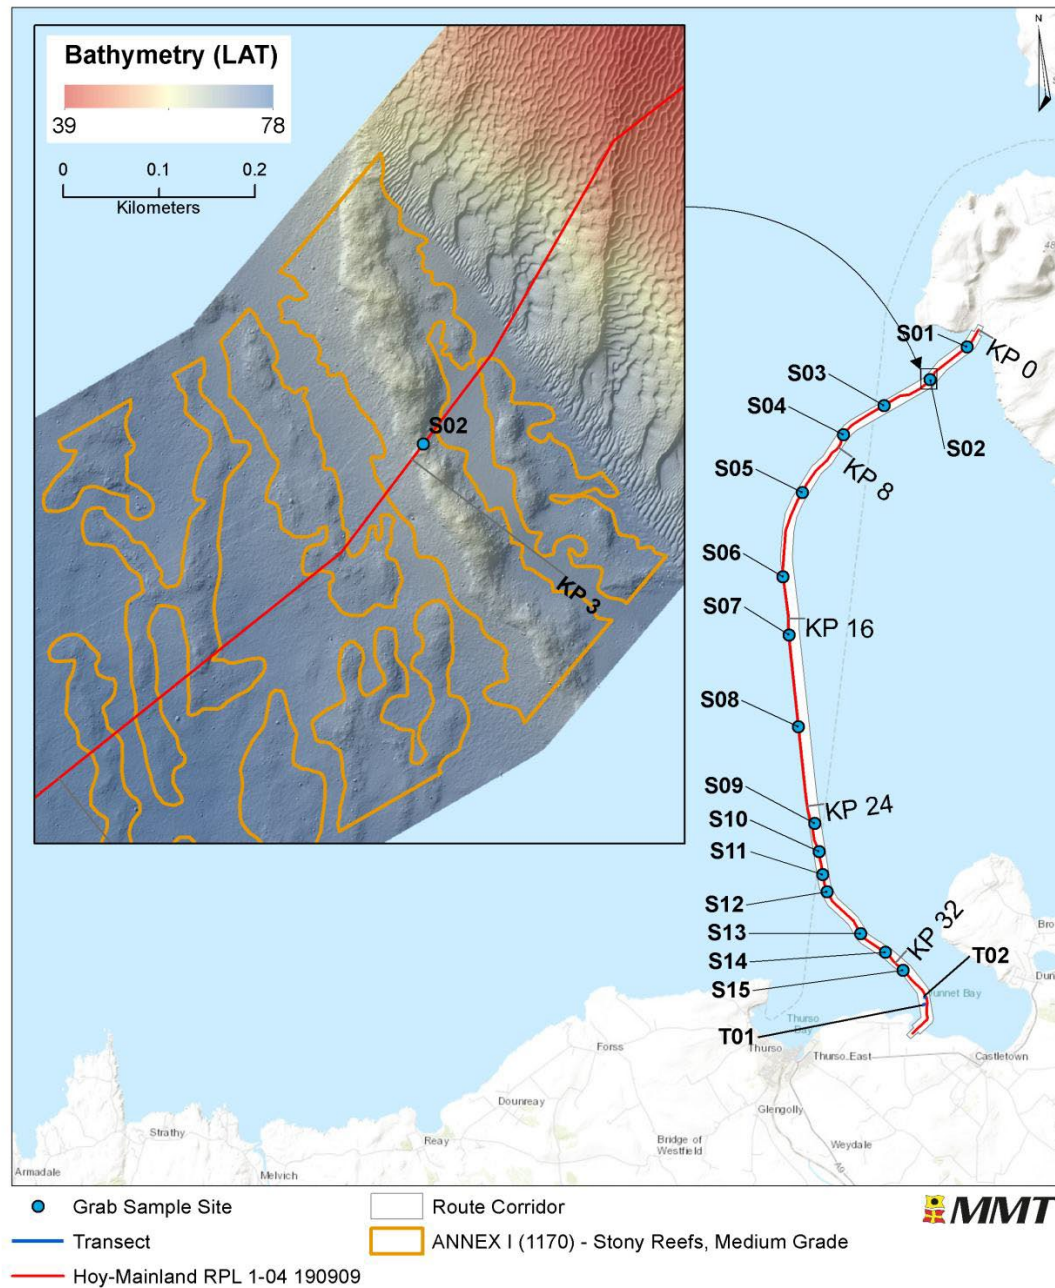 Bathymetry (LAT)
39 78
0 0.1 0.2
Kilometers
S02
KP 3
N
S01
KP 0
S03
S04
S02
KP 8
S05
S06
S07
KP 16
S08
S09
KP 24
S10
S11
S12
S13
KP 32
S14
T02
S15
T01
Thurso
Bay
Thurso
Thurso East
Castletown
Forss
Glengolly
Dounreay
Bridge of
Westfield
Weydale
A9
Strathy
Reay
Armadale
Melvich
Grab Sample Site
Route Corridor
MMT
Transect
ANNEX I (1170) - Stony Reefs, Medium Grade
Hoy-Mainland RPL 1-04 190909